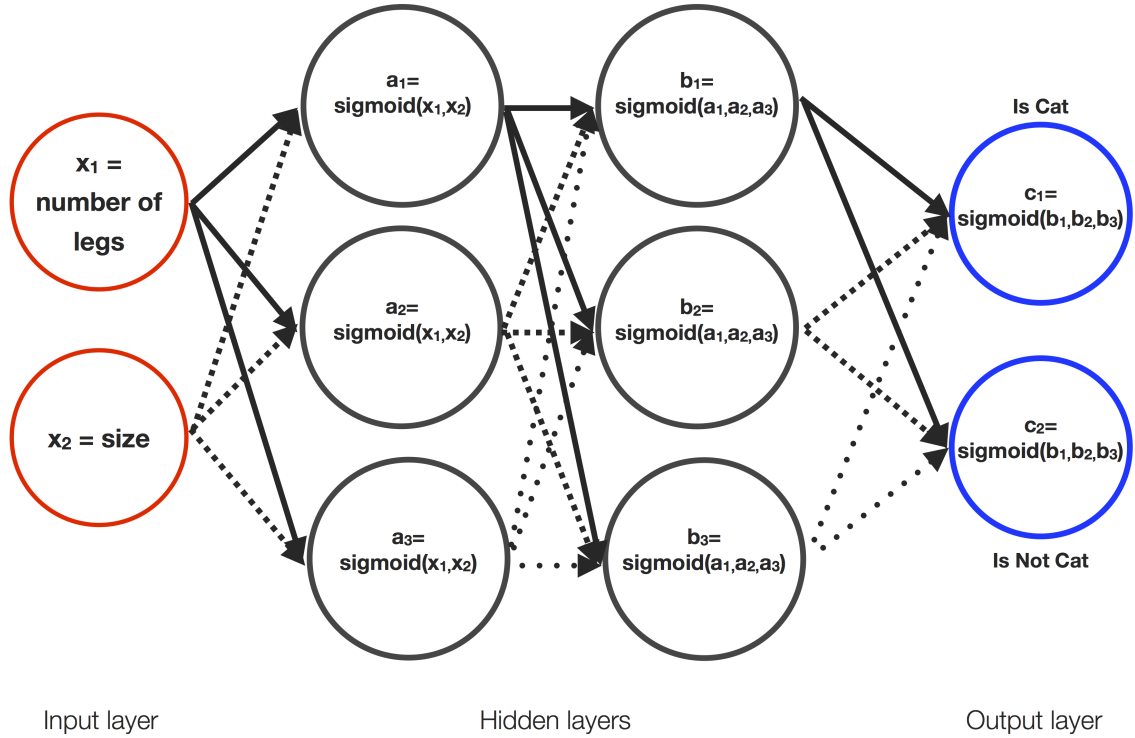 x₁ =
number of
legs
x₂ = size
a₁=
sigmoid(x₁,x₂)
a₂=
sigmoid(x₁,x₂)
a₃=
sigmoid(x₁,x₂)
b₁=
sigmoid(a₁,a₂,a₃)
b₂=
sigmoid(a₁,a₂,a₃)
b₃=
sigmoid(a₁,a₂,a₃)
Is Cat
c₁=
sigmoid(b₁,b₂,b₃)
c₂=
sigmoid(b₁,b₂,b₃)
Is Not Cat
Input layer
Hidden layers
Output layer